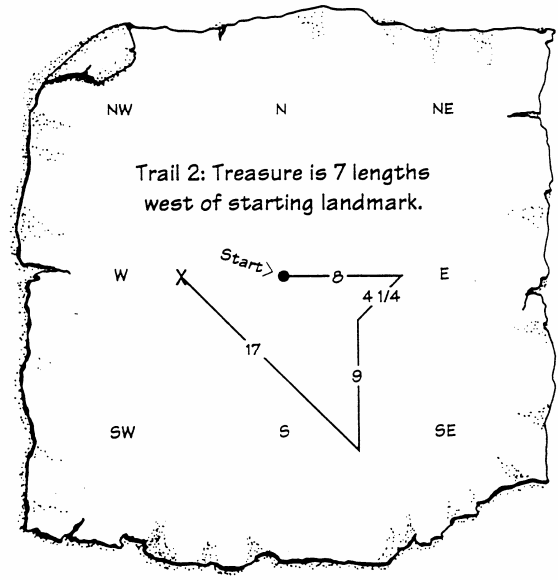 NW N NE
Trail 2: Treasure is 7 lengths
west of starting landmark.
Start>
W X 8 E
4 1/4
17
9
SW S SE